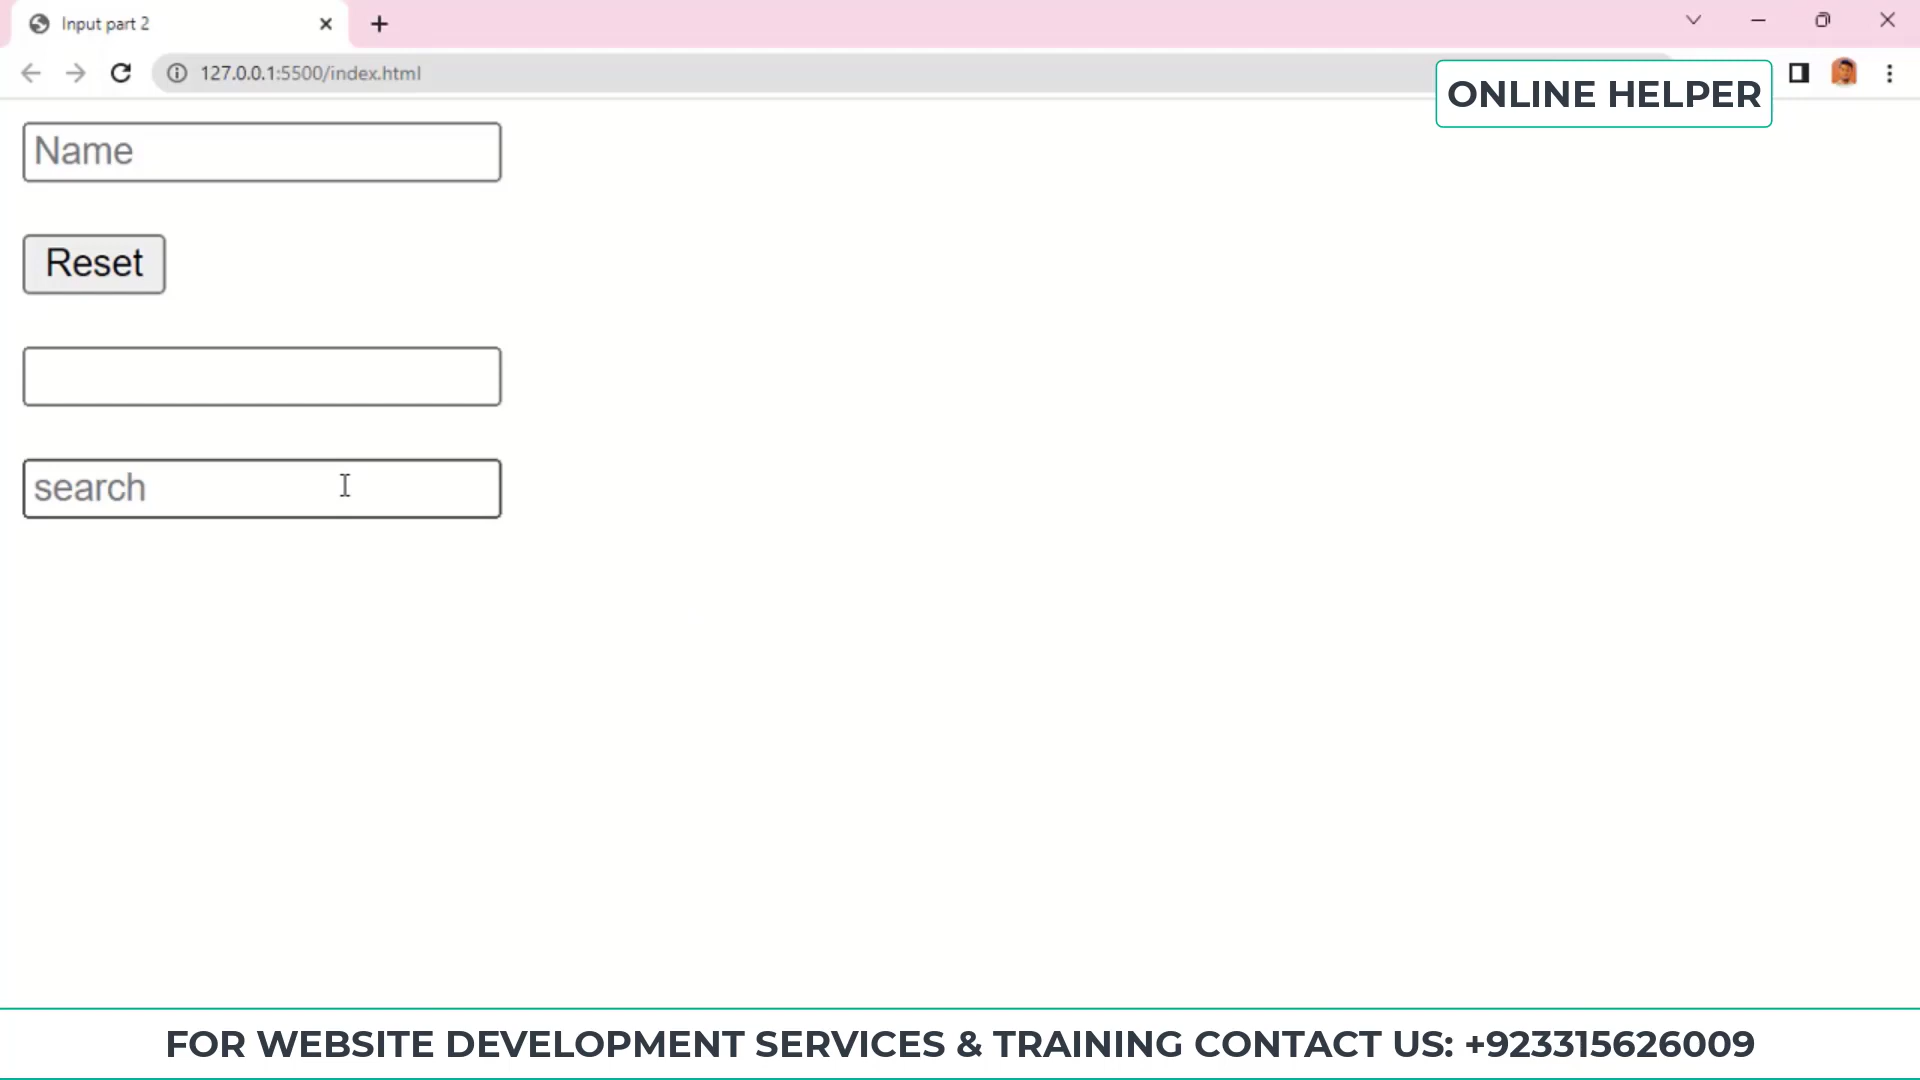 Input part 2
127.0.0.1:5500/index.html
ONLINE HELPER
Name
Reset
search
FOR WEBSITE DEVELOPMENT SERVICES & TRAINING CONTACT US: +923315626009